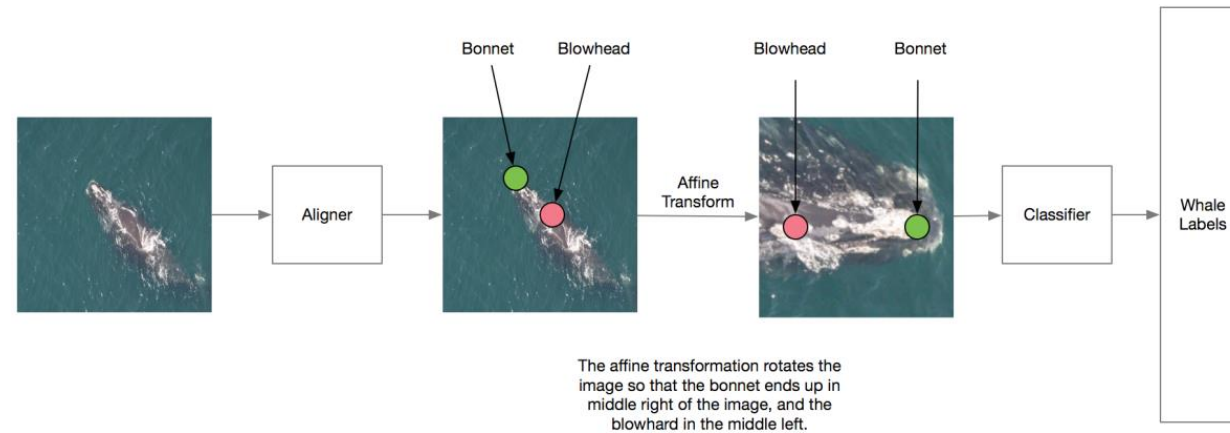 Bonnet
Blowhead
Blowhead
Bonnet
Aligner
Affine
Transform
Classifier
Whale
Labels
The affine transformation rotates the
image so that the bonnet ends up in
middle right of the image, and the
blowhard in the middle left.